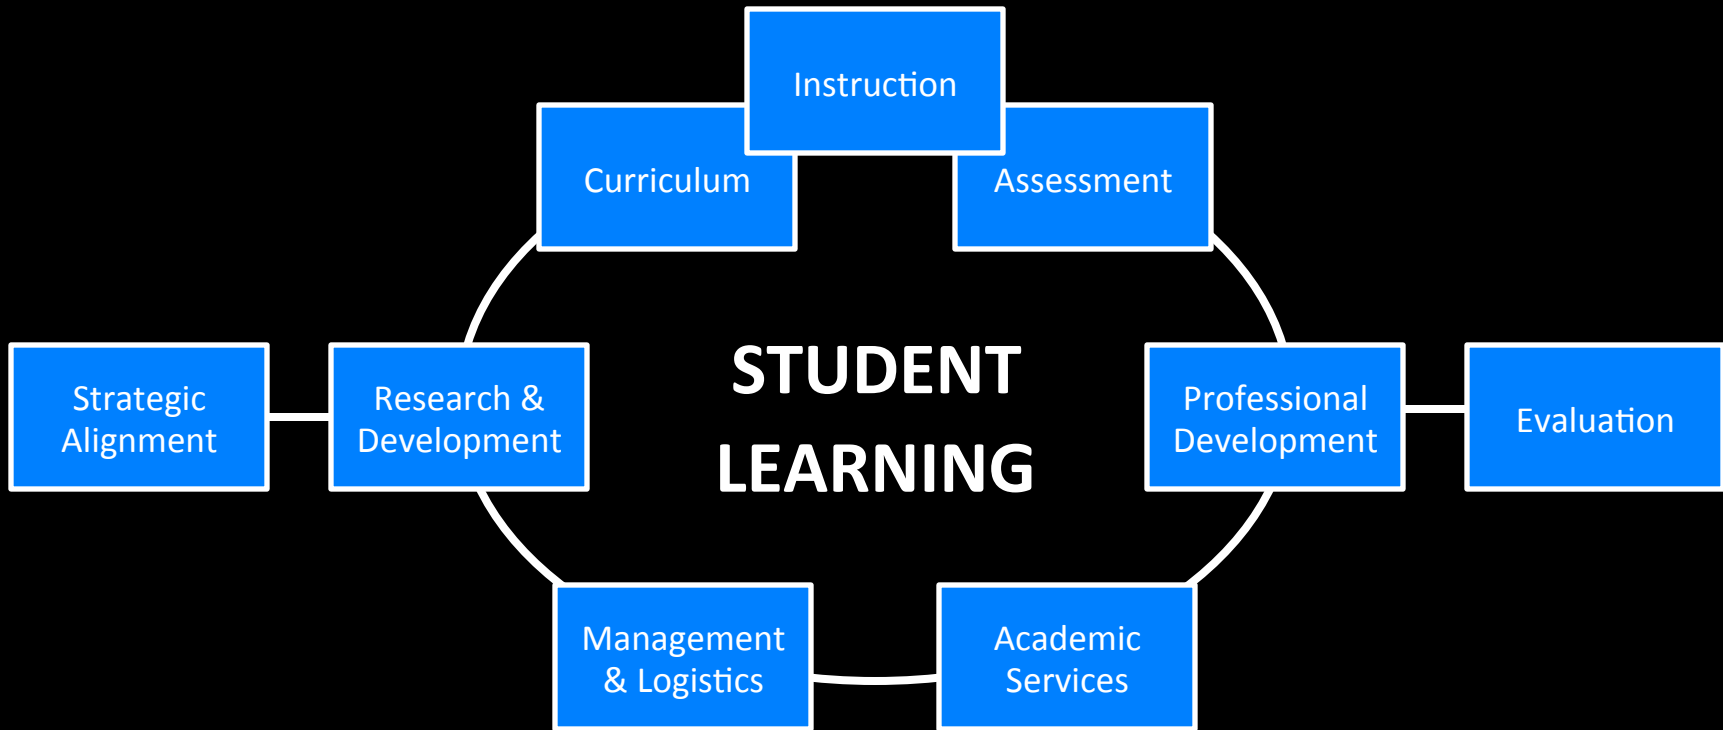 Instruction
Curriculum
Assessment
STUDENT
LEARNING
Strategic
Alignment
Research &
Development
Professional
Development
Evaluation
Management
& Logistics
Academic
Services